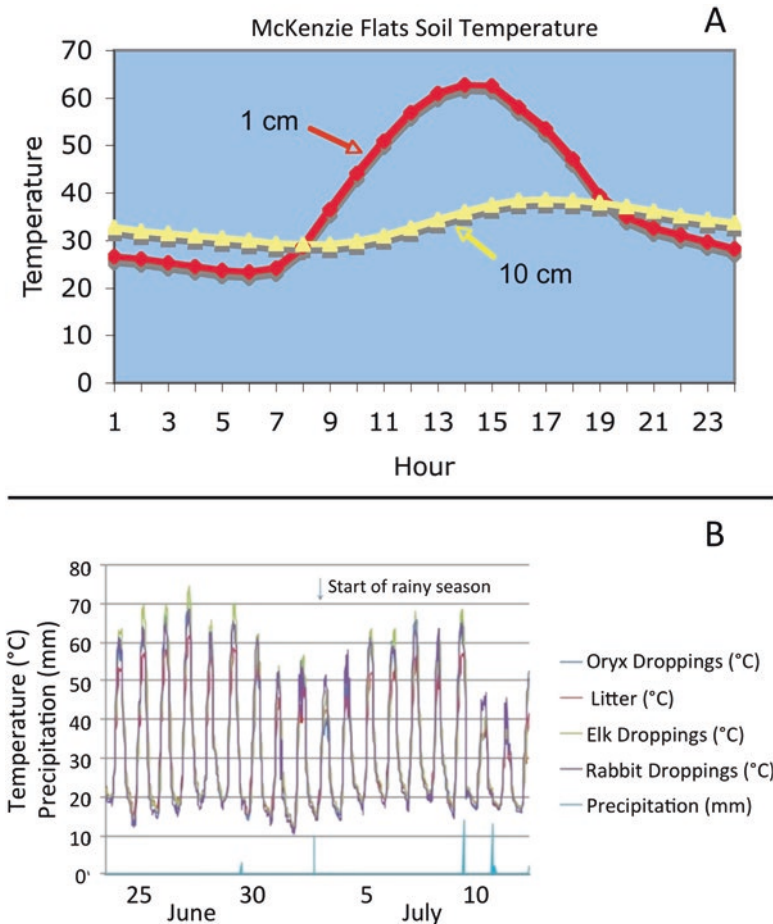 McKenzie Flats Soil Temperature
A
70
60
50
40
30
20
10
0
Temperature
1 cm
10 cm
1 3 5 7 9 11 13 15 17 19 21 23
Hour
B
80
70
60
50
40
30
20
10
0
Temperature (°C)
Precipitation (mm)
Start of rainy season
Oryx Droppings (°C)
Litter (°C)
Elk Droppings (°C)
Rabbit Droppings (°C)
Precipitation (mm)
25 30 5 10
June July